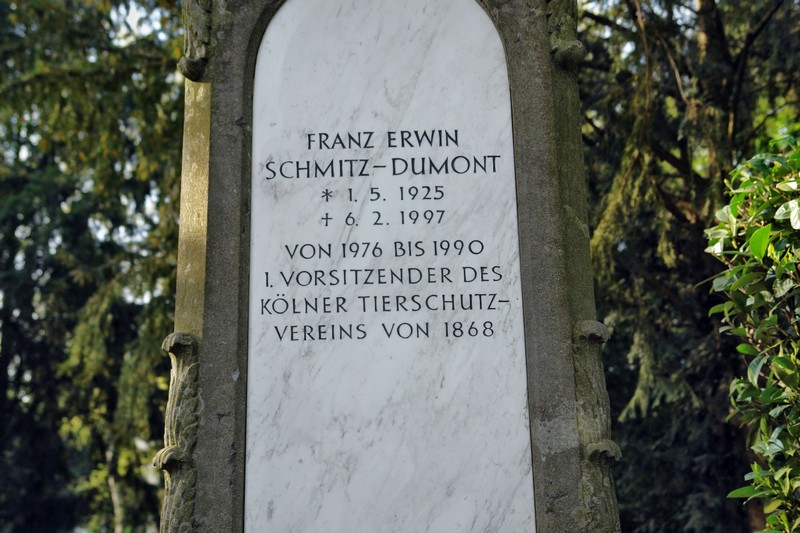 FRANZ ERWIN
SCHMITZ-DUMONT
* 1. 5. 1925
✝ 6. 2. 1997
VON 1976 BIS 1990
1. VORSITZENDER DES
KÖLNER TIERSCHUTZ-
VEREINS VON 1868